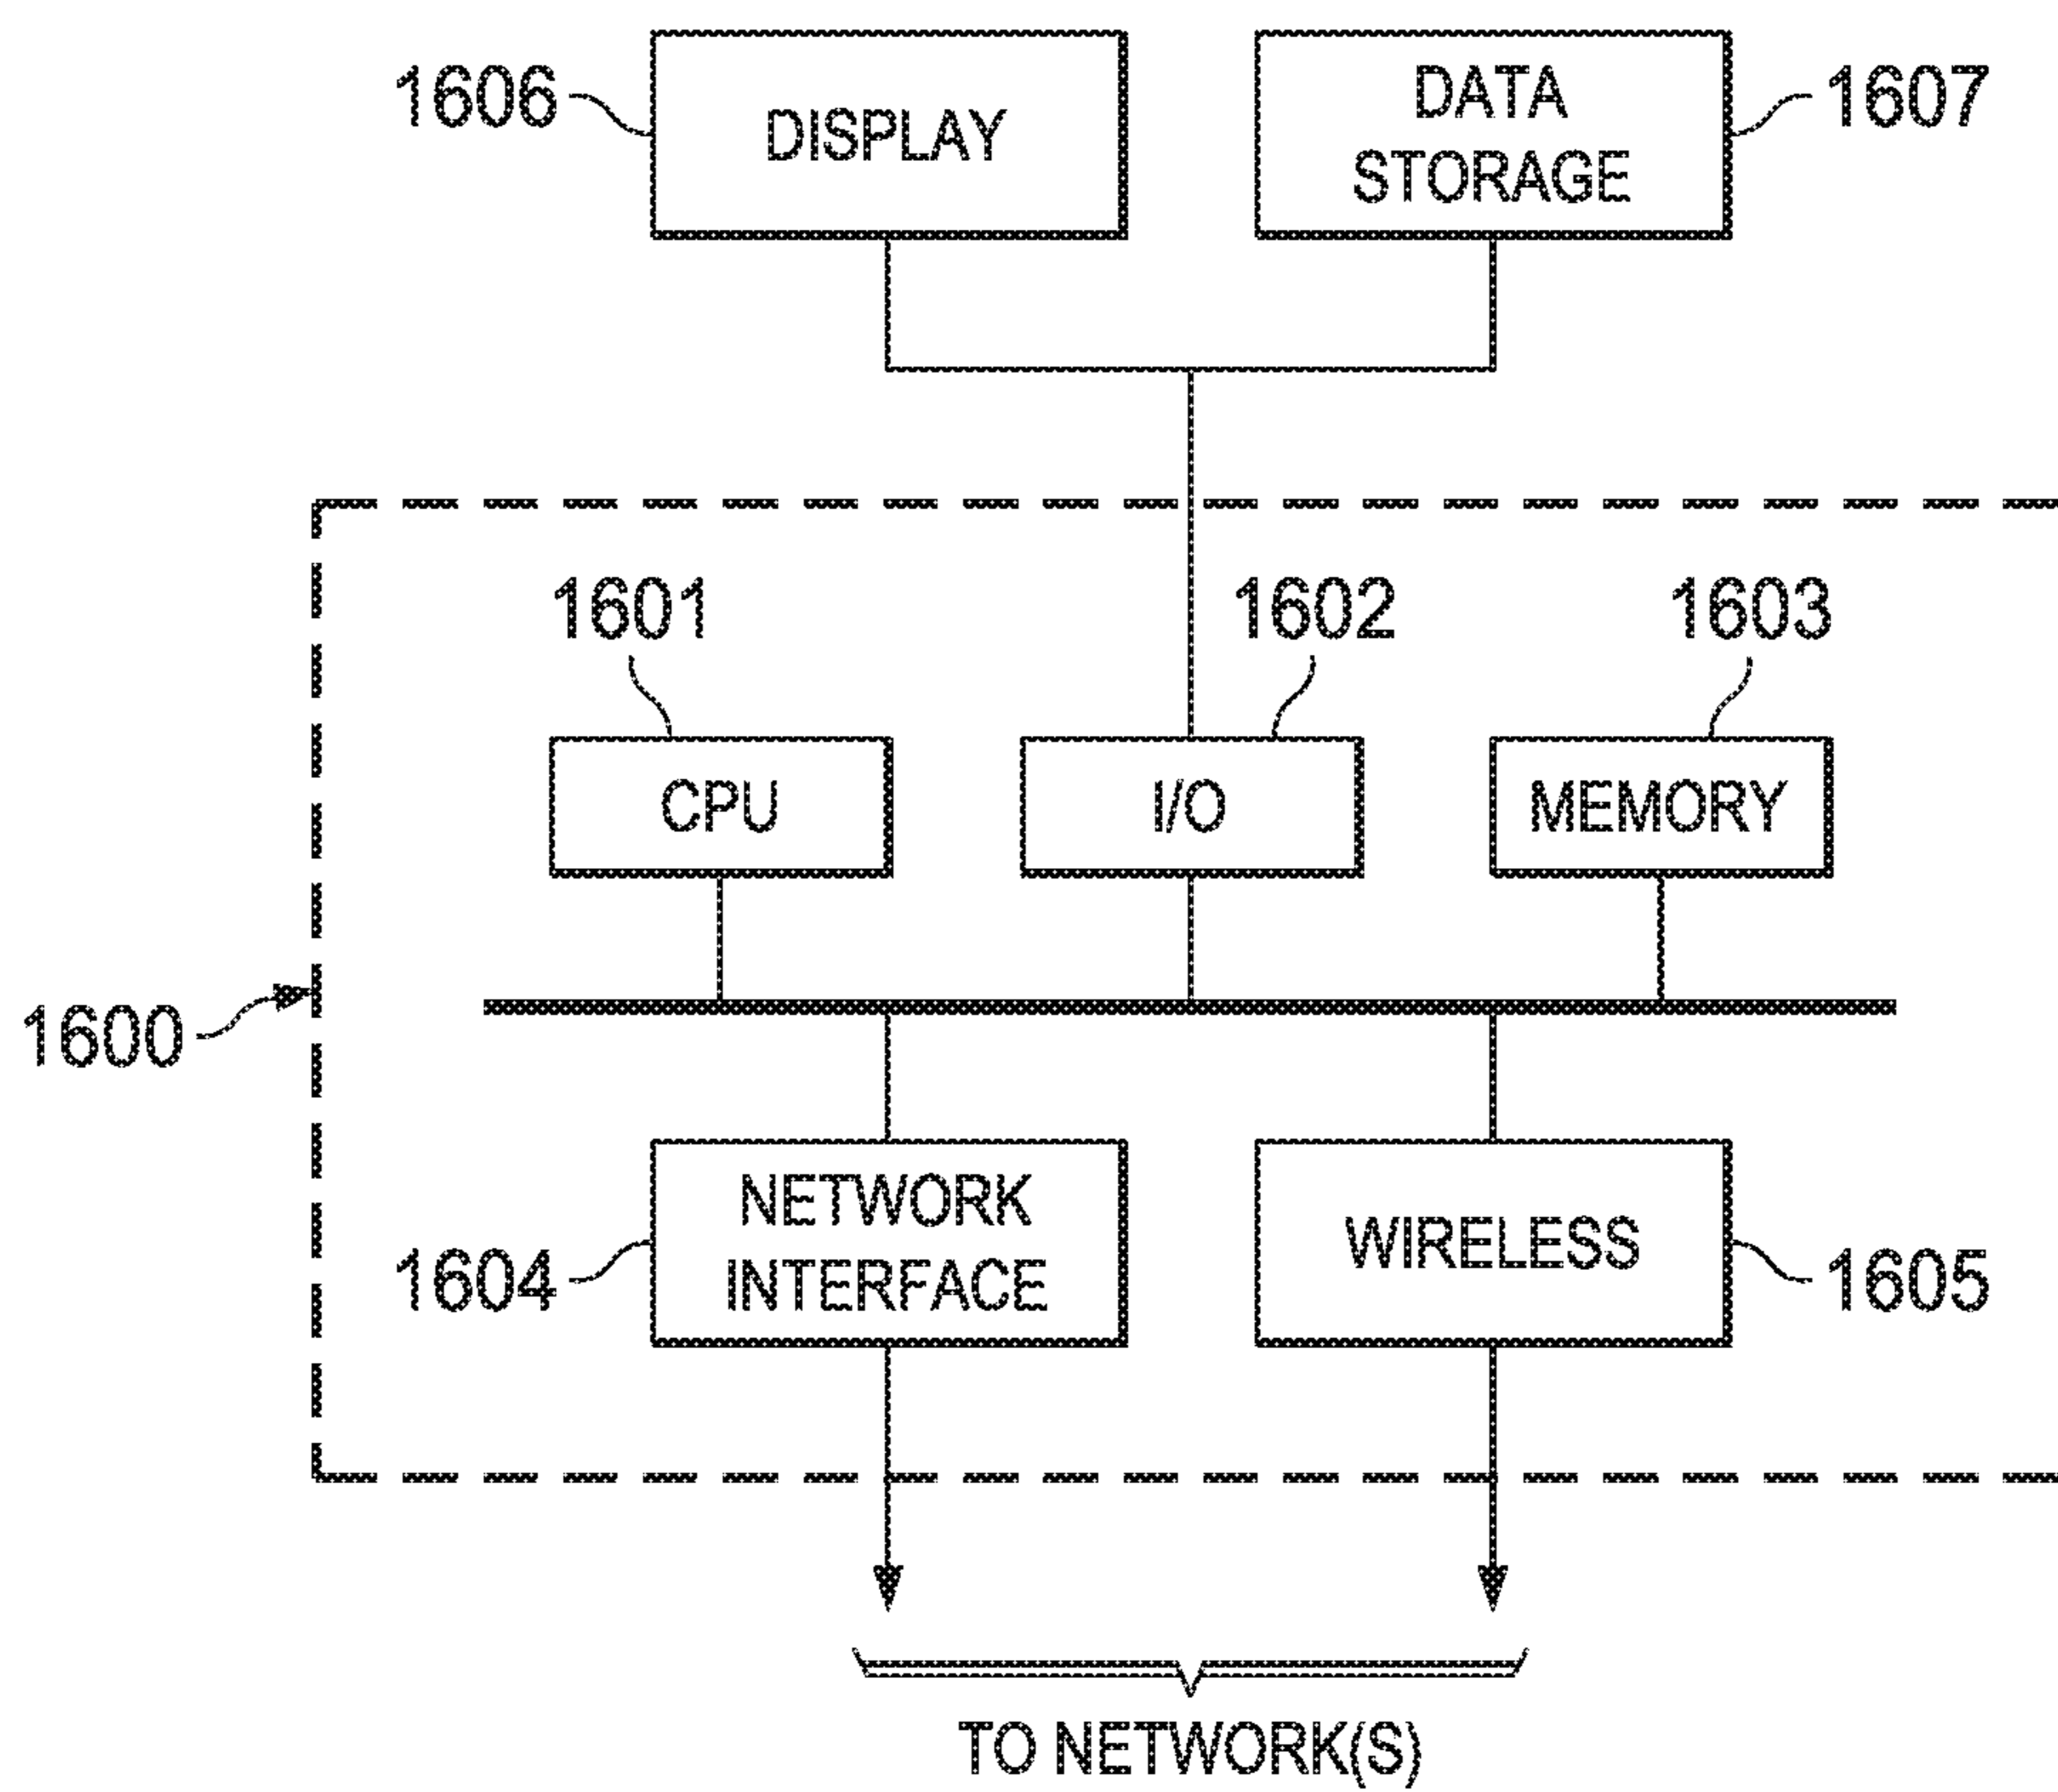 1606
DISPLAY
DATA
STORAGE
1607
1601
1602
1603
CPU
I/O
MEMORY
1600
1604
NETWORK
INTERFACE
WIRELESS
1605
TO NETWORK(S)